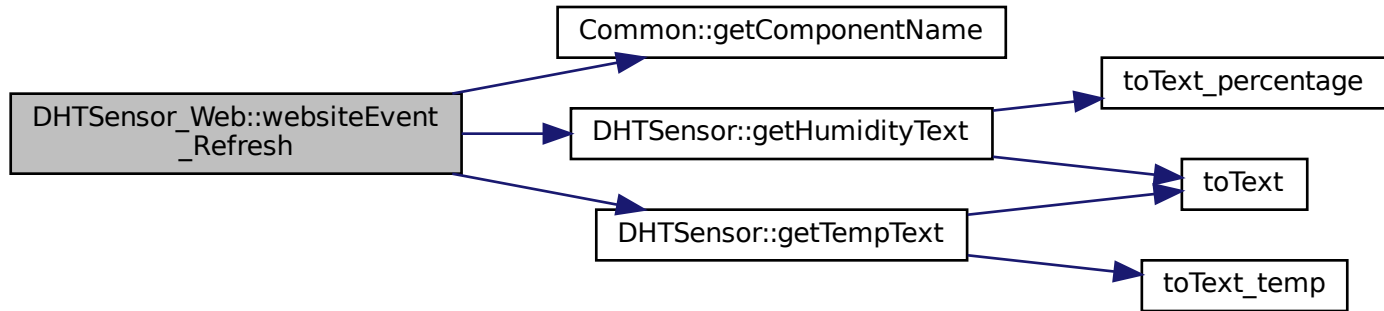 DHTSensor_Web::websiteEvent
_Refresh
Common::getComponentName
DHTSensor::getHumidityText
DHTSensor::getTempText
toText_percentage
toText
toText_temp